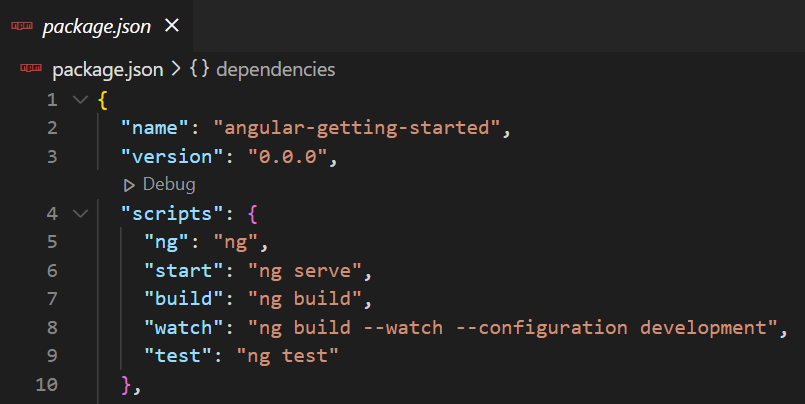 package.json
package.json > {} dependencies
1 {
2 "name": "angular-getting-started",
3 "version": "0.0.0",
Debug
4 "scripts": {
5 "ng": "ng",
6 "start": "ng serve",
7 "build": "ng build",
8 "watch": "ng build --watch --configuration development",
9 "test": "ng test"
10 },